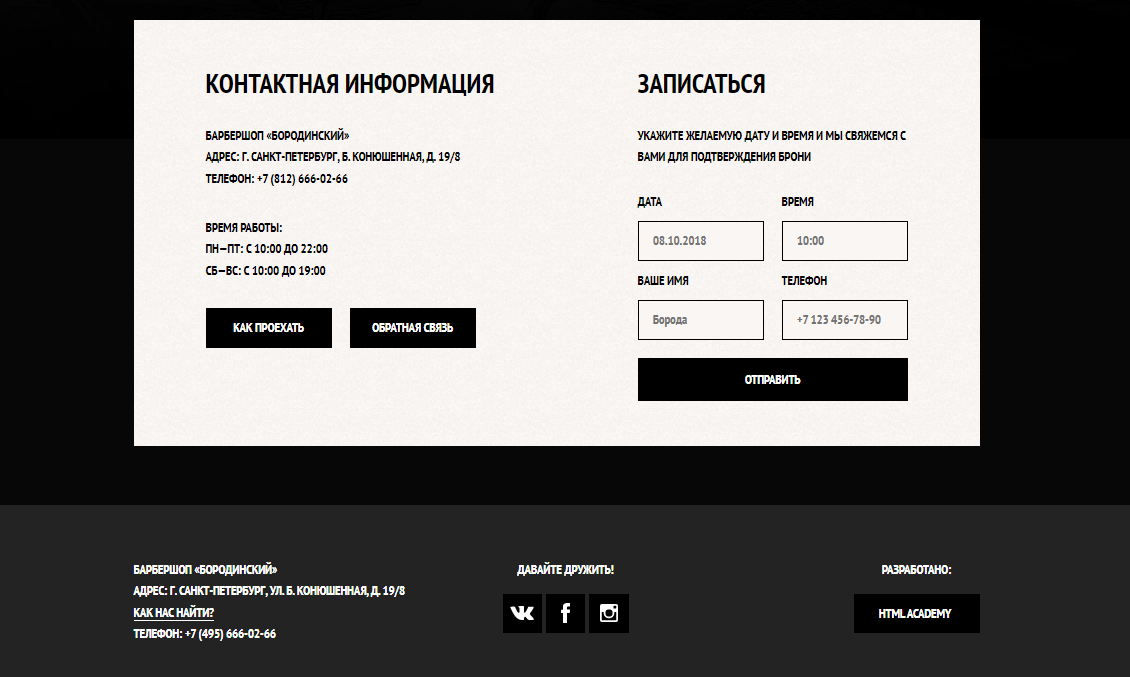 КОНТАКТНАЯ ИНФОРМАЦИЯ
БАРБЕРШОП «БОРОДИНСКИЙ»
АДРЕС: Г. САНКТ-ПЕТЕРБУРГ, Б. КОНЮШЕННАЯ, Д. 19/8
ТЕЛЕФОН: +7 (812) 666-02-66
ВРЕМЯ РАБОТЫ:
ПН—ПТ: С 10:00 ДО 22:00
СБ—ВС: С 10:00 ДО 19:00
КАК ПРОЕХАТЬ
ОБРАТНАЯ СВЯЗЬ
ЗАПИСАТЬСЯ
УКАЖИТЕ ЖЕЛАЕМУЮ ДАТУ И ВРЕМЯ И МЫ СВЯЖЕМСЯ С
ВАМИ ДЛЯ ПОДТВЕРЖДЕНИЯ БРОНИ
ДАТА
ВРЕМЯ
08.10.2018
10:00
ВАШЕ ИМЯ
ТЕЛЕФОН
Борода
+7 123 456-78-90
ОТПРАВИТЬ
БАРБЕРШОП «БОРОДИНСКИЙ»
АДРЕС: Г. САНКТ-ПЕТЕРБУРГ, УЛ. Б. КОНЮШЕННАЯ, Д. 19/8
КАК НАС НАЙТИ?
ТЕЛЕФОН: +7 (495) 666-02-66
ДАВАЙТЕ ДРУЖИТЬ!
РАЗРАБОТАНО:
HTML ACADEMY